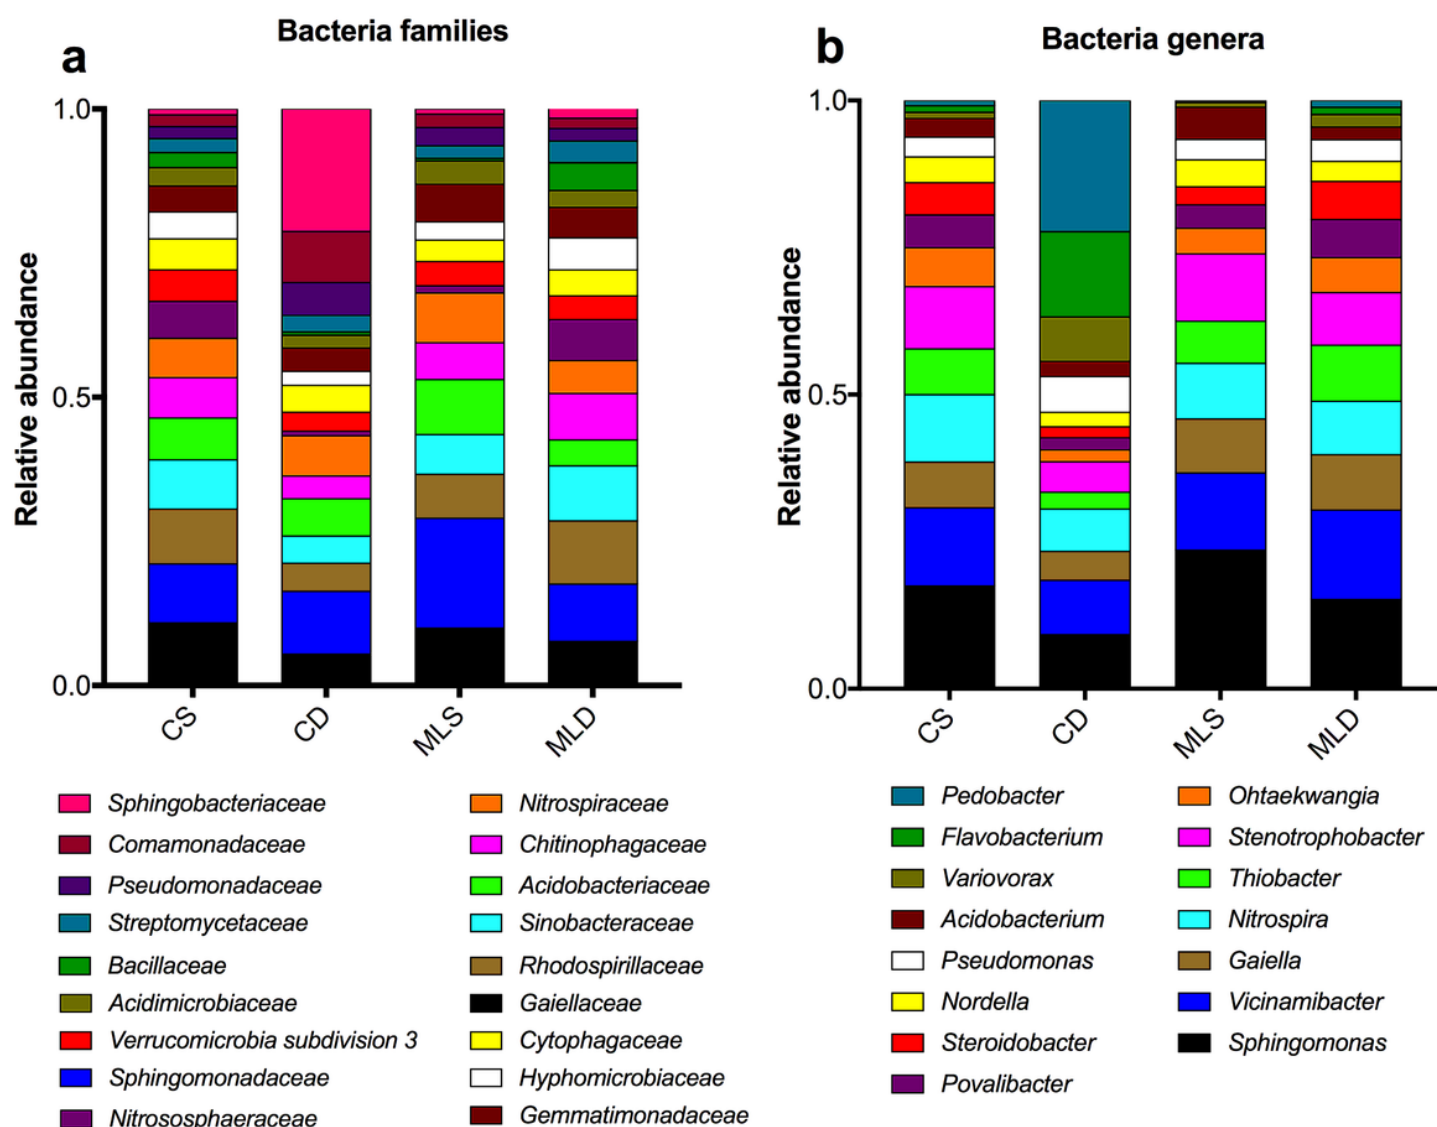 Bacteria families
a
1.0
0.5
0.0
Relative abundance
CS
CD
MLS
MLD
Sphingobacteriaceae
Comamonadaceae
Pseudomonadaceae
Streptomycetaceae
Bacillaceae
Acidimicrobiaceae
Verrucomicrobia subdivision 3
Sphingomonadaceae
Nitrososphaeraceae
Nitrospiraceae
Chitinophagaceae
Acidobacteriaceae
Sinobacteraceae
Rhodospirillaceae
Gaiellaceae
Cytophagaceae
Hyphomicrobiaceae
Gemmatimonadaceae
Bacteria genera
b
1.0
0.5
0.0
Relative abundance
CS
CD
MLS
MLD
Pedobacter
Flavobacterium
Variovorax
Acidobacterium
Pseudomonas
Nordella
Steroidobacter
Povalibacter
Ohtaekwangia
Stenotrophobacter
Thiobacter
Nitrospira
Gaiella
Vicinamibacter
Sphingomonas